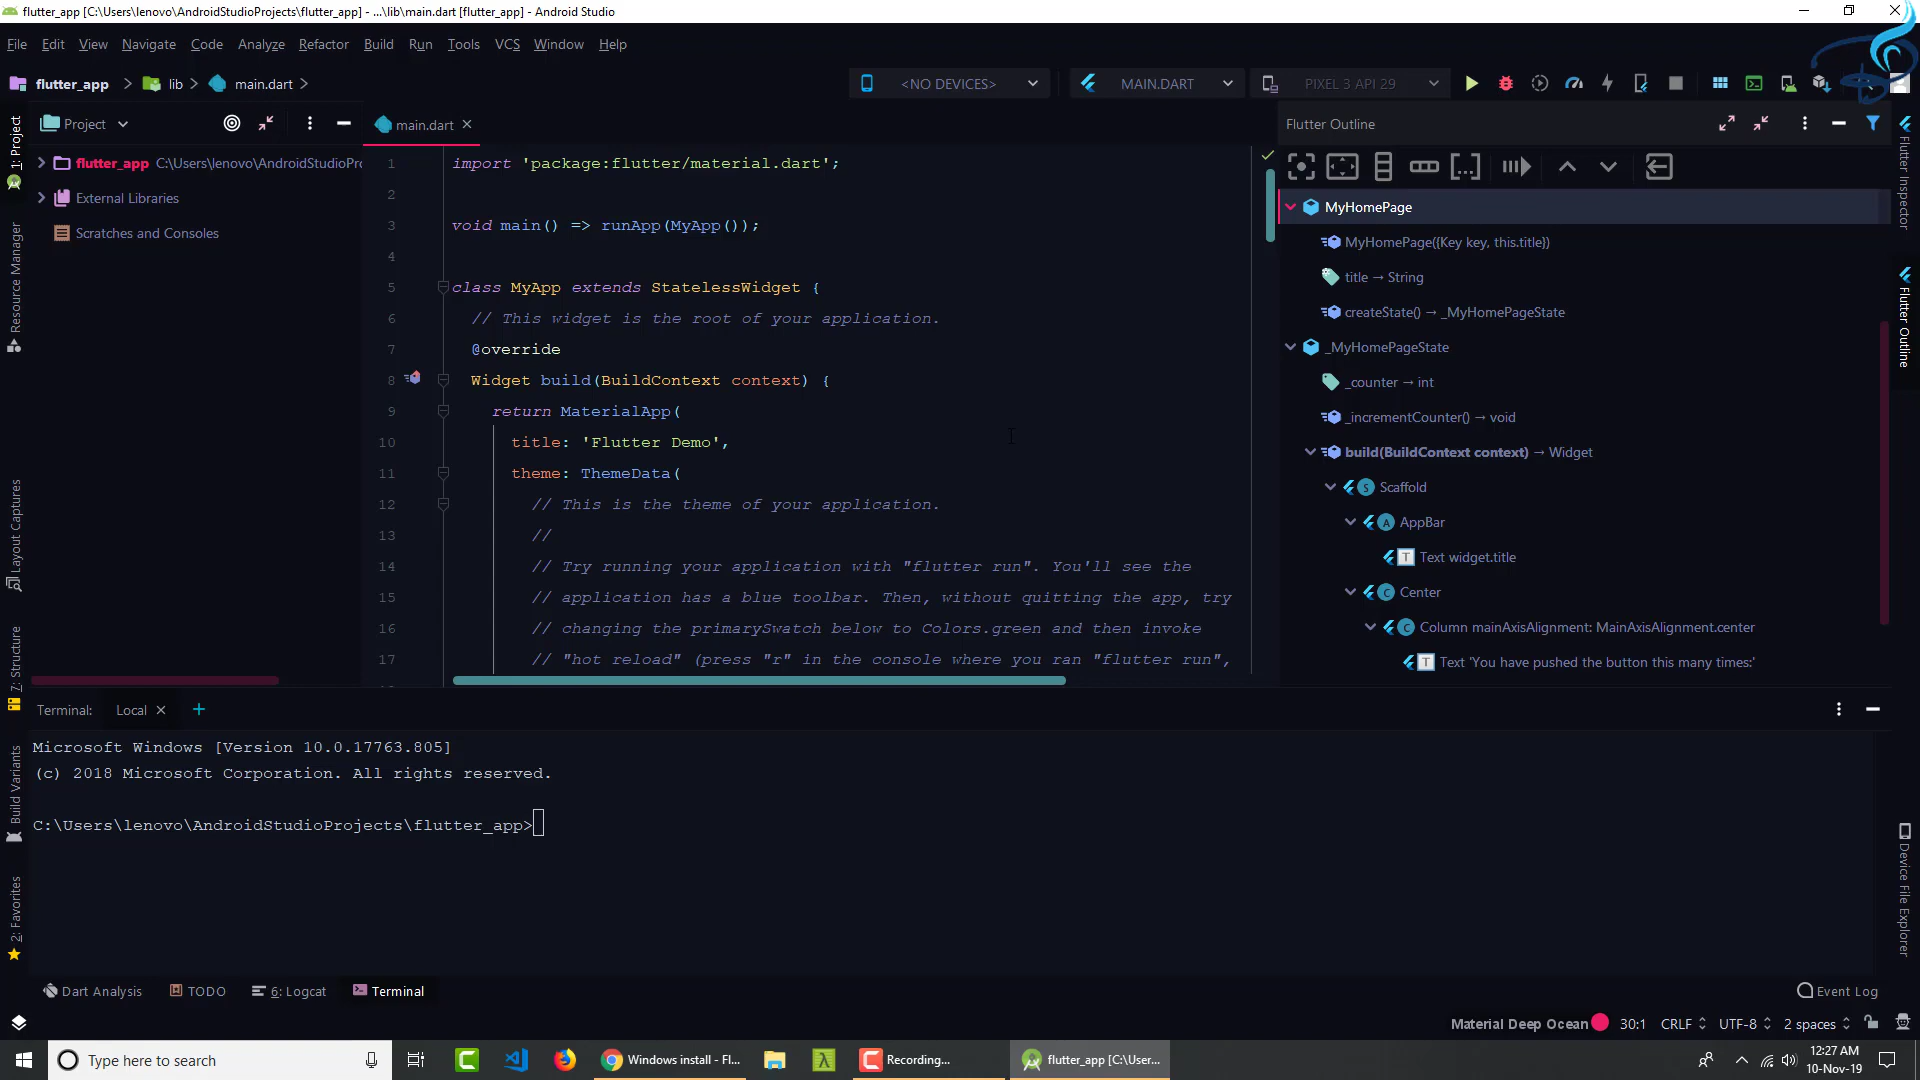 flutter_app [C:\Users\lenovo\AndroidStudioProjects\flutter_app] - ...\lib\main.dart [flutter_app] - Android Studio
File Edit View Navigate Code Analyze Refactor Build Run Tools VCS Window Help
flutter_app lib main.dart <NO DEVICES> MAIN.DART PIXEL 3 API 29
Project
main.dart
Flutter Outline
1: Project
Resource Manager
Layout Captures
7: Structure
Build Variants
2: Favorites
flutter_app C:\Users\lenovo\AndroidStudioPro
External Libraries
Scratches and Consoles
1 import 'package:flutter/material.dart';
2
3 void main() => runApp(MyApp());
4
5 class MyApp extends StatelessWidget {
6 // This widget is the root of your application.
7 @override
8 Widget build(BuildContext context) {
9 return MaterialApp(
10 title: 'Flutter Demo',
11 theme: ThemeData(
12 // This is the theme of your application.
13 //
14 // Try running your application with "flutter run". You'll see the
15 // application has a blue toolbar. Then, without quitting the app, try
16 // changing the primarySwatch below to Colors.green and then invoke
17 // "hot reload" (press "r" in the console where you ran "flutter run",
MyHomePage
MyHomePage({Key key, this.title})
title → String
createState() → _MyHomePageState
_MyHomePageState
_counter → int
_incrementCounter() → void
build(BuildContext context) → Widget
S Scaffold
A AppBar
T Text widget.title
C Center
C Column mainAxisAlignment: MainAxisAlignment.center
T Text 'You have pushed the button this many times:'
Flutter Inspector
Flutter Outline
Device File Explorer
Terminal: Local
Microsoft Windows [Version 10.0.17763.805]
(c) 2018 Microsoft Corporation. All rights reserved.
C:\Users\lenovo\AndroidStudioProjects\flutter_app>
Dart Analysis TODO 6: Logcat Terminal Event Log
Material Deep Ocean 30:1 CRLF UTF-8 2 spaces
Type here to search
Windows install - Fl...
Recording...
flutter_app [C:\User...
12:27 AM
10-Nov-19